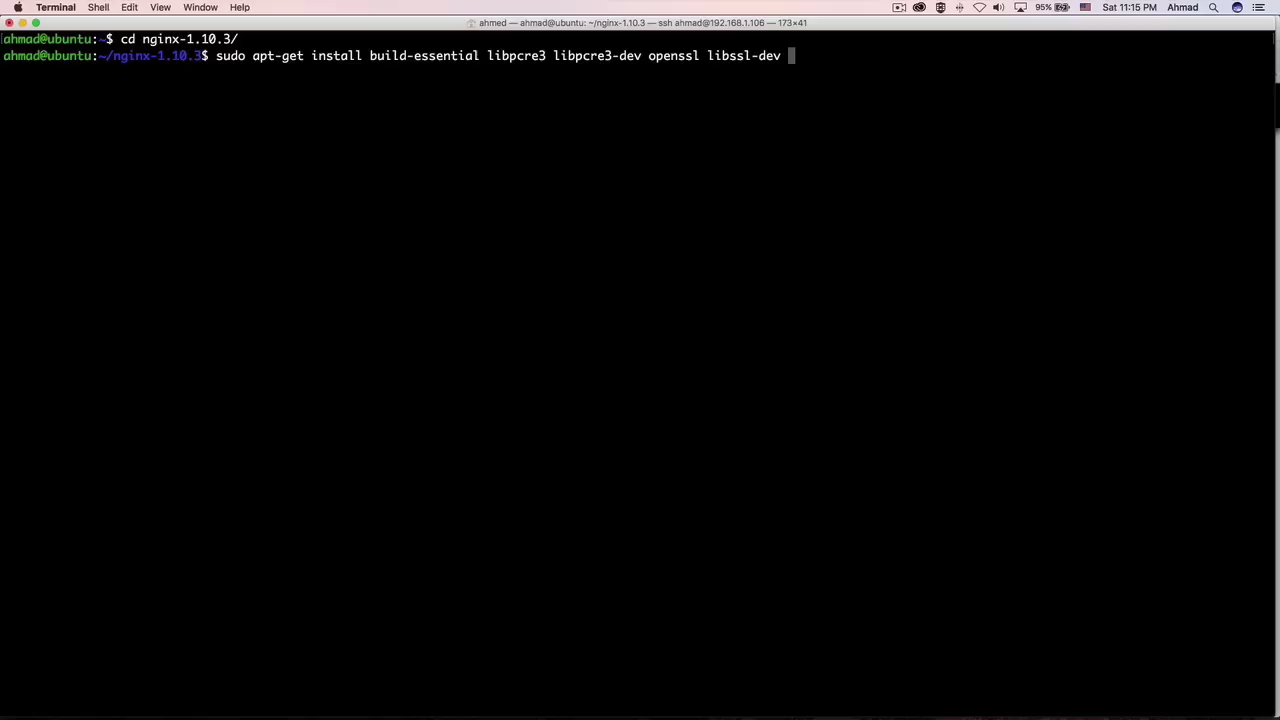 Terminal Shell Edit View Window Help 95% Sat 11:15 PM Ahmad
ahmed — ahmad@ubuntu: ~/nginx-1.10.3 — ssh ahmad@192.168.1.106 — 173×41
ahmad@ubuntu:~$ cd nginx-1.10.3/
ahmad@ubuntu:~/nginx-1.10.3$ sudo apt-get install build-essential libpcre3 libpcre3-dev openssl libssl-dev